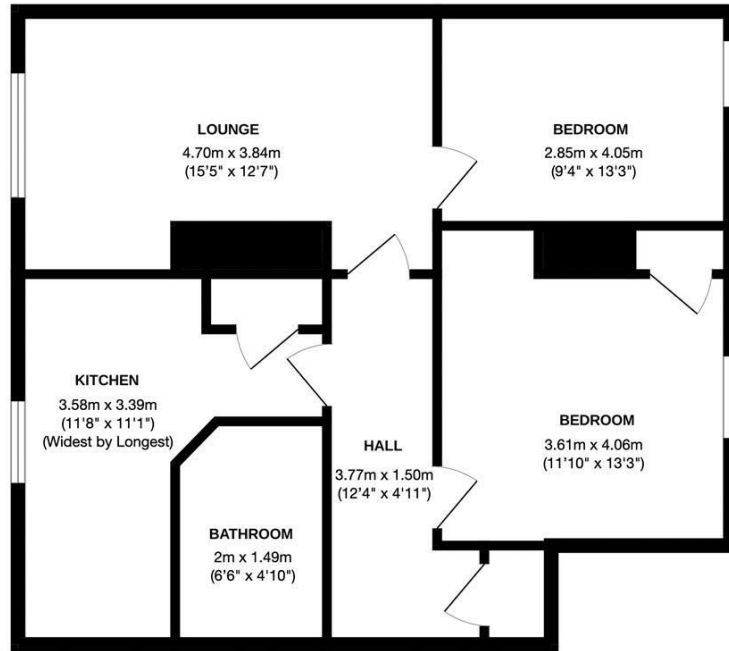 LOUNGE
4.70m x 3.84m
(15'5" x 12'7")
BEDROOM
2.85m x 4.05m
(9'4" x 13'3")
KITCHEN
3.58m x 3.39m
(11'8" x 11'1")
(Widest by Longest)
HALL
3.77m x 1.50m
(12'4" x 4'11")
BEDROOM
3.61m x 4.06m
(11'10" x 13'3")
BATHROOM
2m x 1.49m
(6'6" x 4'10")